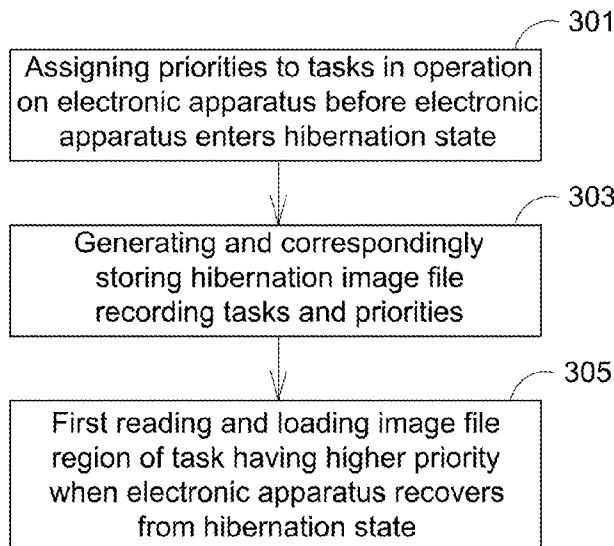 301
Assigning priorities to tasks in operation
on electronic apparatus before electronic
apparatus enters hibernation state
303
Generating and correspondingly
storing hibernation image file
recording tasks and priorities
305
First reading and loading image file
region of task having higher priority
when electronic apparatus recovers
from hibernation state